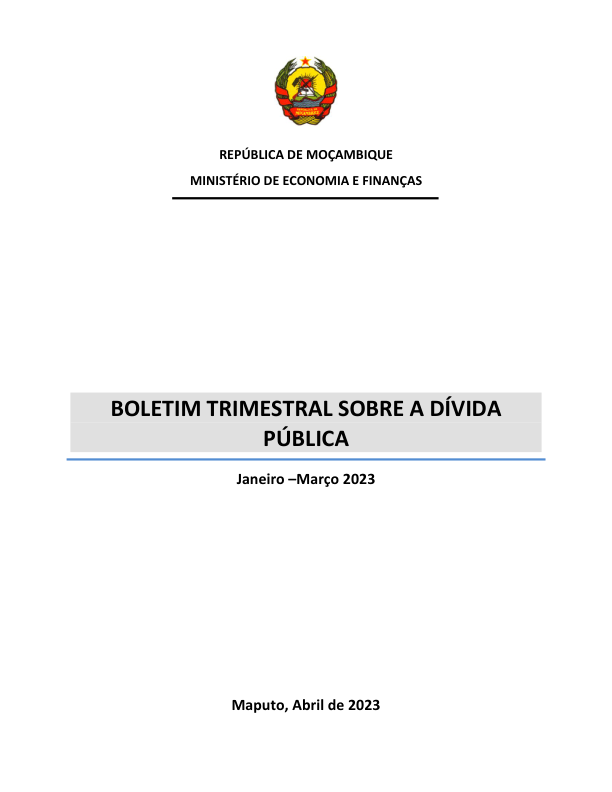 REPÚBLICA DE MOÇAMBIQUE
MINISTÉRIO DE ECONOMIA E FINANÇAS
BOLETIM TRIMESTRAL SOBRE A DÍVIDA
PÚBLICA
Janeiro –Março 2023
Maputo, Abril de 2023